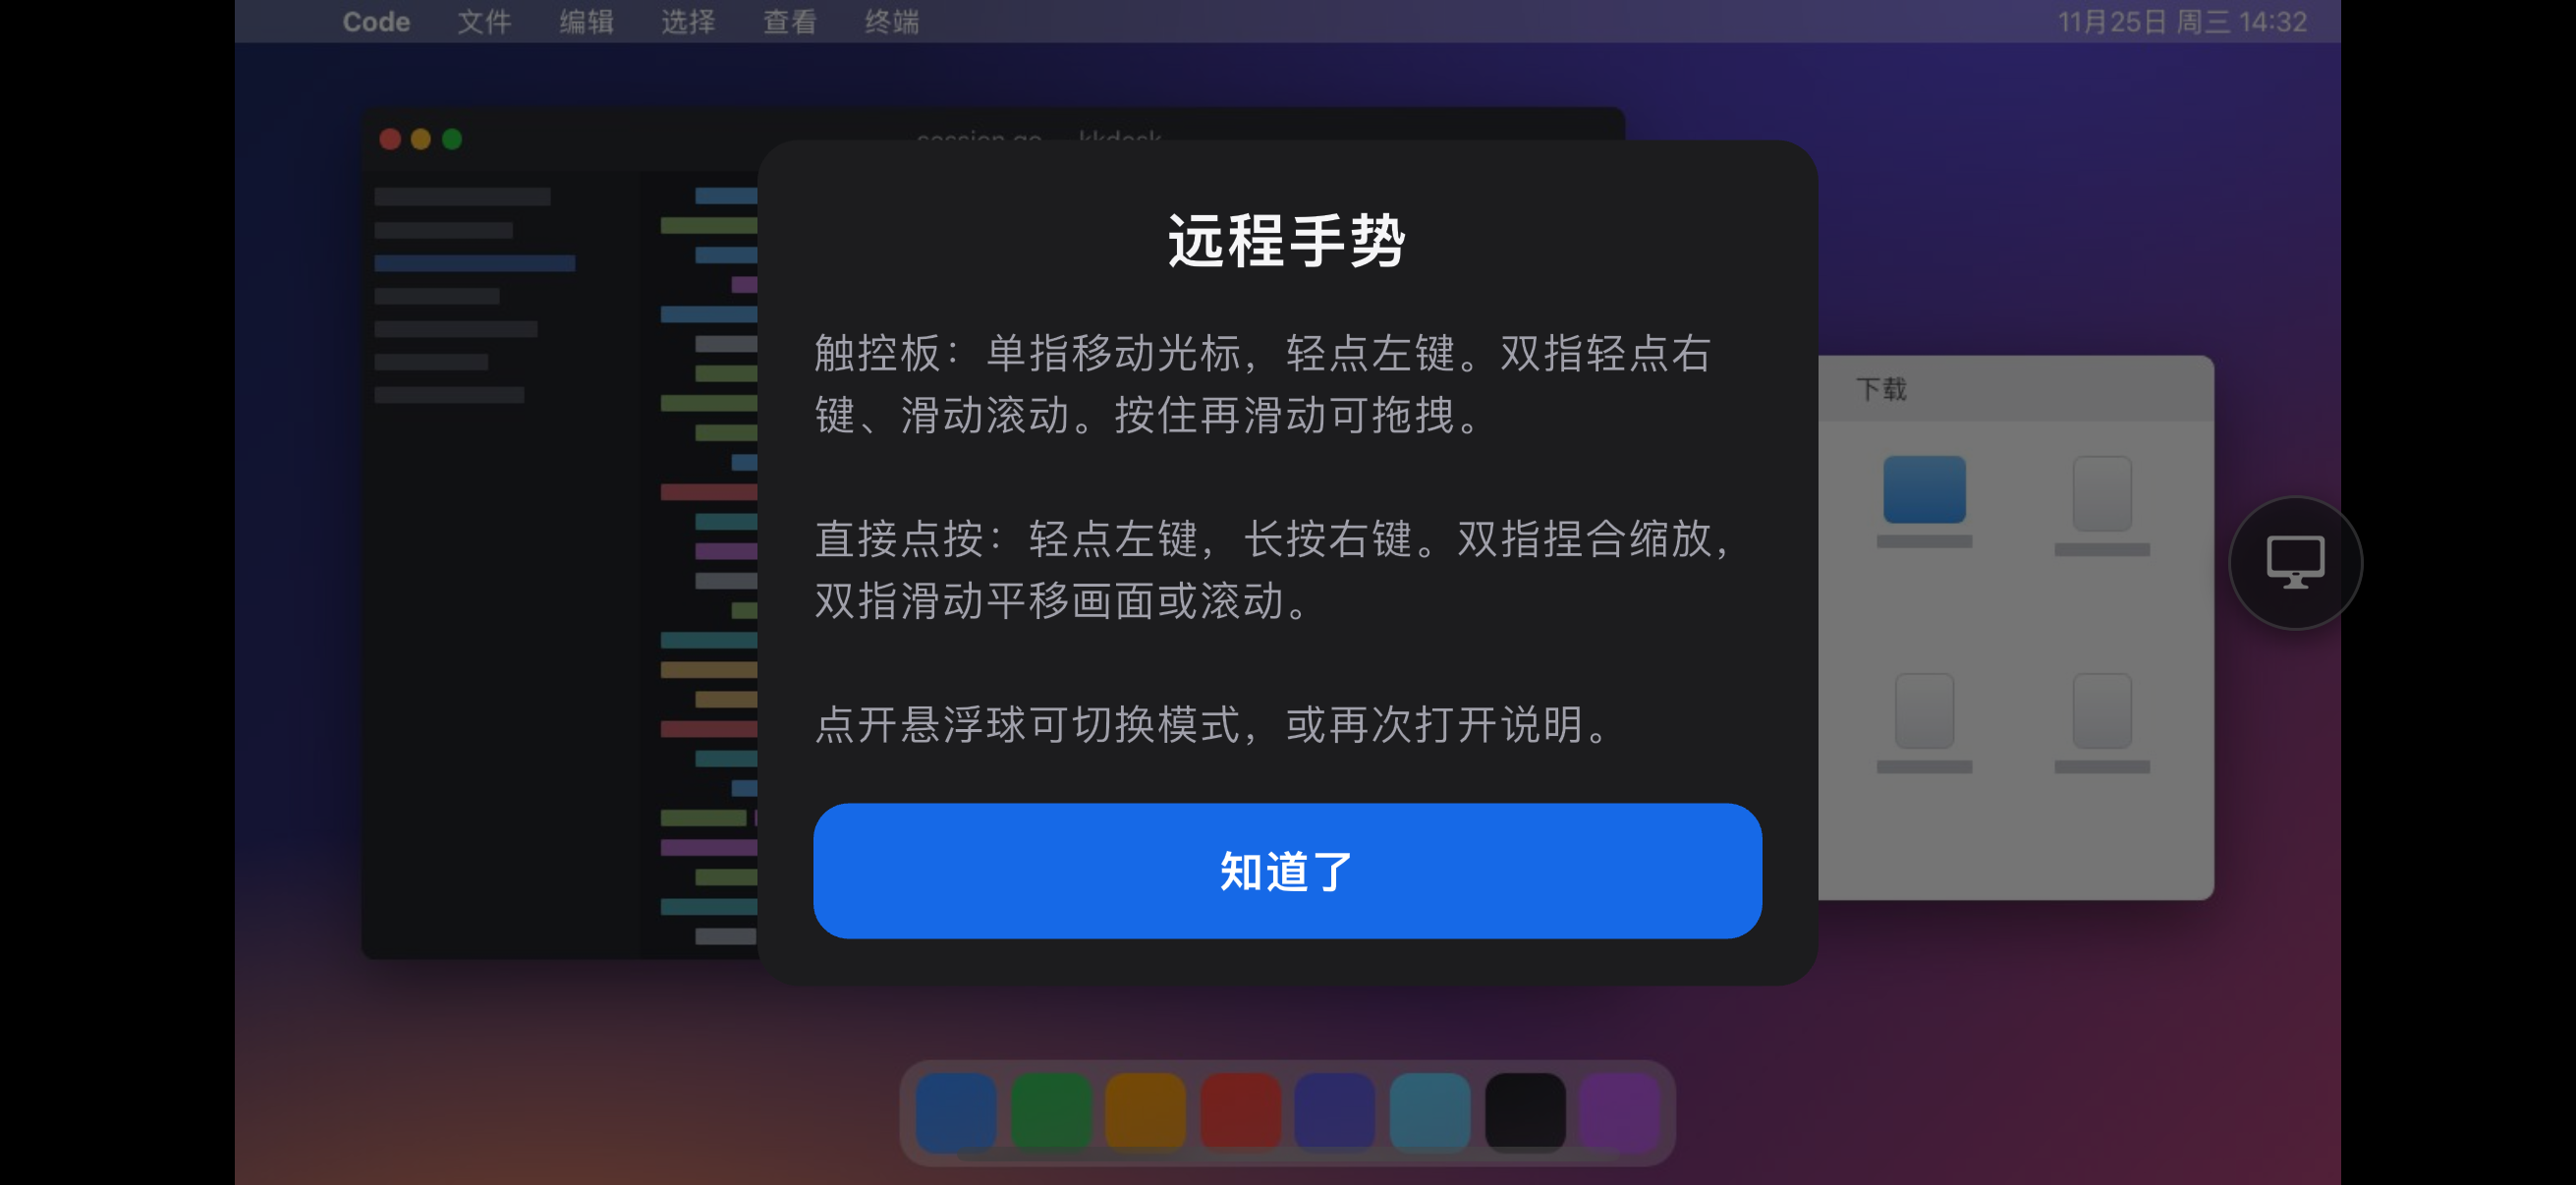 Code 文件 编辑 选择 查看 终端 11月25日 周三 14:32
远程手势
触控板：单指移动光标，轻点左键。双指轻点右
键、滑动滚动。按住再滑动可拖拽。
直接点按：轻点左键，长按右键。双指捏合缩放，
双指滑动平移画面或滚动。
点开悬浮球可切换模式，或再次打开说明。
知道了
下载